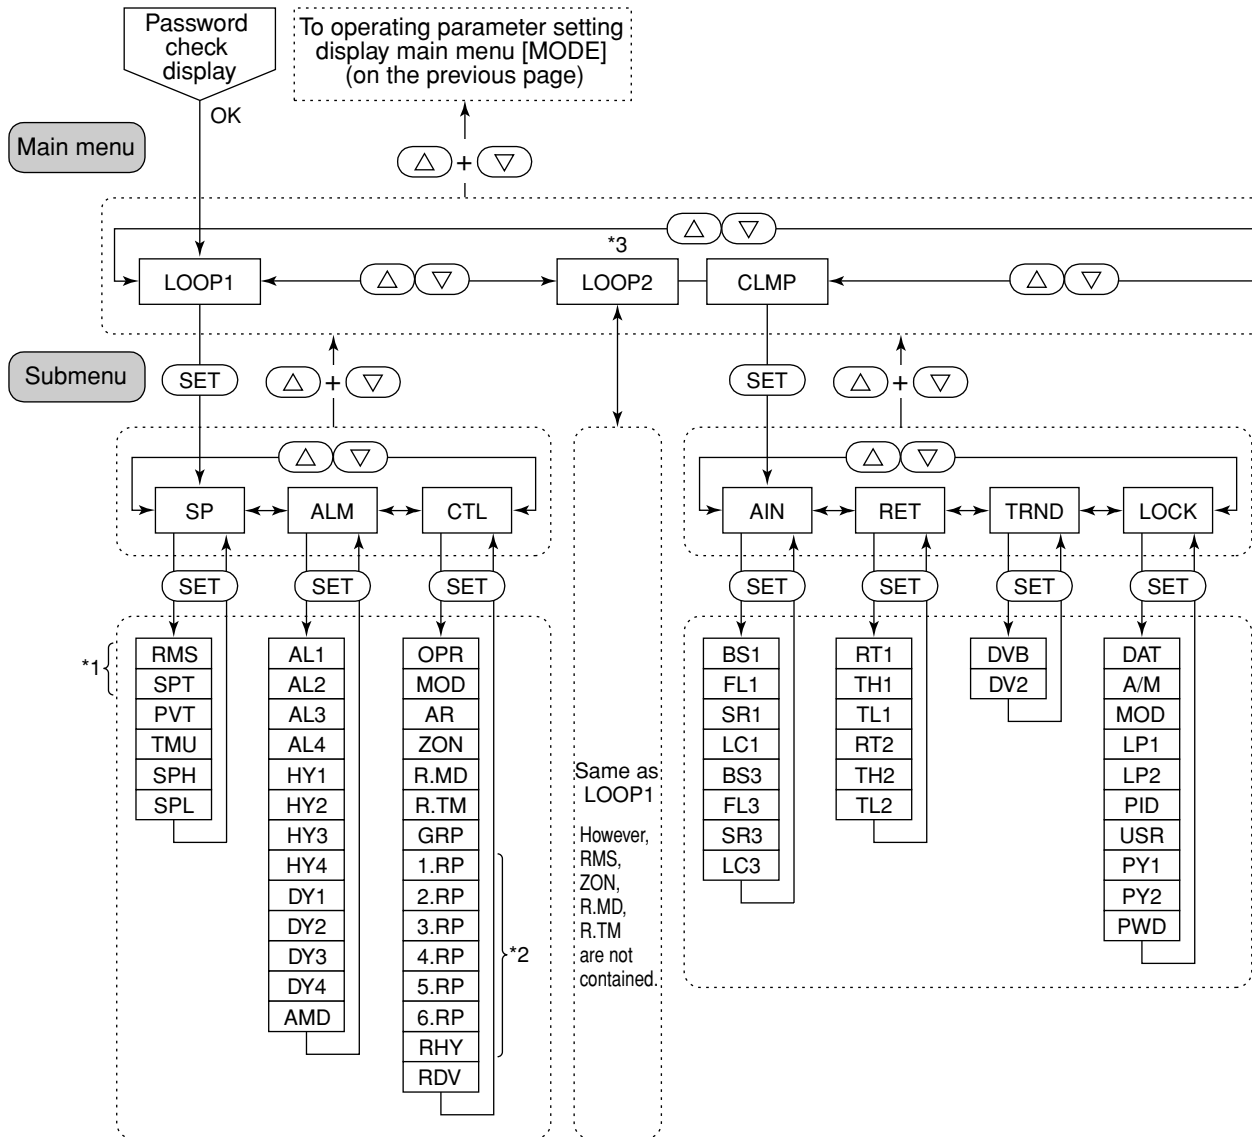 Password
check
display
To operating parameter setting
display main menu [MODE]
(on the previous page)
OK
Main menu
+
*3
LOOP1
LOOP2
CLMP
Submenu
SET
+
SET
+
SP
ALM
CTL
AIN
RET
TRND
LOCK
SET
SET
SET
SET
SET
SET
SET
*1
RMS
SPT
PVT
TMU
SPH
SPL
AL1
AL2
AL3
AL4
HY1
HY2
HY3
HY4
DY1
DY2
DY3
DY4
AMD
OPR
MOD
AR
ZON
R.MD
R.TM
GRP
1.RP
2.RP
3.RP
4.RP
5.RP
6.RP
RHY
RDV
*2
Same as
LOOP1
However,
RMS,
ZON,
R.MD,
R.TM
are not
contained.
BS1
FL1
SR1
LC1
BS3
FL3
SR3
LC3
RT1
TH1
TL1
RT2
TH2
TL2
DVB
DV2
DAT
A/M
MOD
LP1
LP2
PID
USR
PY1
PY2
PWD